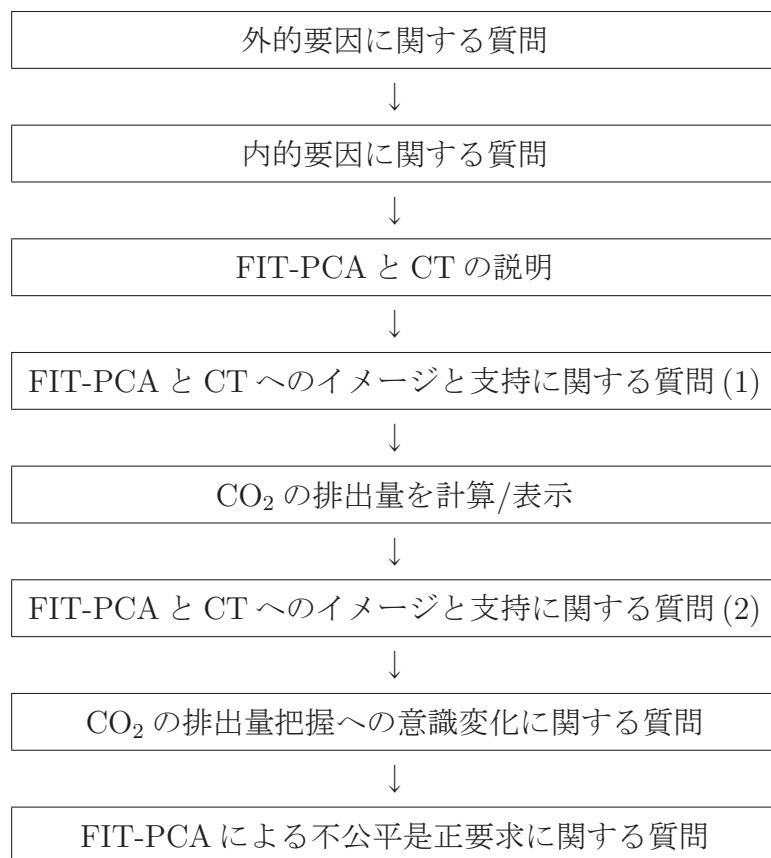 外的要因に関する質問
↓
内的要因に関する質問
↓
FIT-PCA と CT の説明
↓
FIT-PCA と CT へのイメージと支持に関する質問 (1)
↓
CO₂ の排出量を計算/表示
↓
FIT-PCA と CT へのイメージと支持に関する質問 (2)
↓
CO₂ の排出量把握への意識変化に関する質問
↓
FIT-PCA による不公平是正要求に関する質問